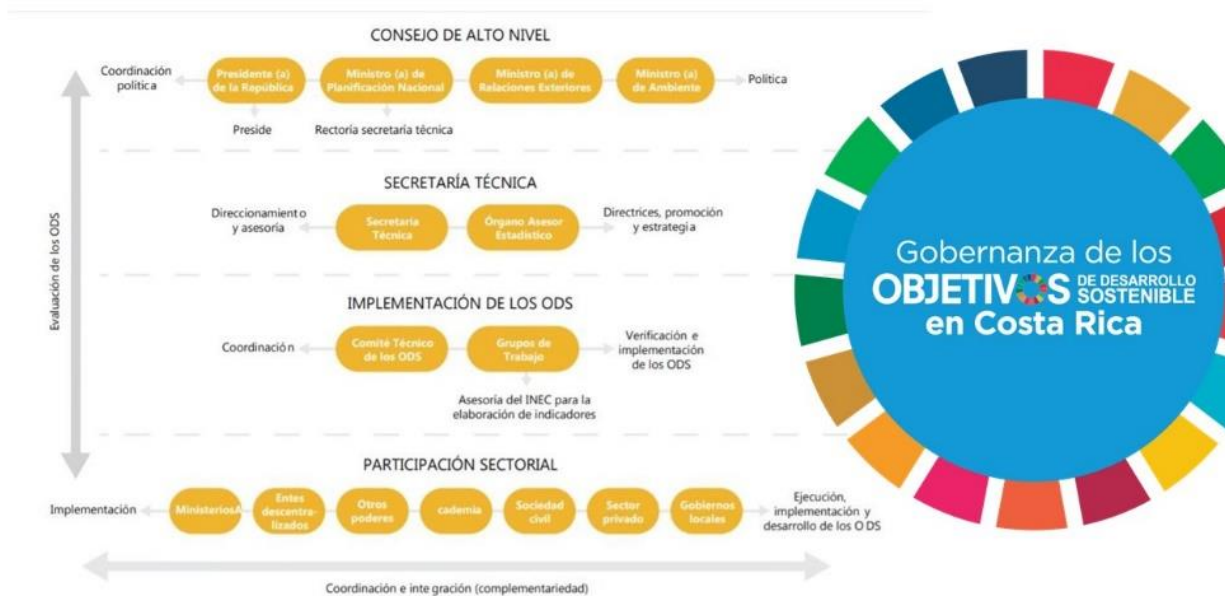 CONSEJO DE ALTO NIVEL
Coordinación
política
Presidente (a)
de la República
Ministro (a) de
Planificación Nacional
Ministro (a) de
Relaciones Exteriores
Ministro (a)
de Ambiente
Política
Preside
Rectoría secretaría técnica
SECRETARÍA TÉCNICA
Direccionamiento
y asesoría
Secretaría
Técnica
Órgano Asesor
Estadístico
Directrices, promoción
y estrategia
IMPLEMENTACIÓN DE LOS ODS
Coordinación
Comité Técnico
de los ODS
Grupos de
Trabajo
Verificación e
implementación
de los ODS
Asesoría del INEC para la
elaboración de indicadores
PARTICIPACIÓN SECTORIAL
Implementación
MinisteriosA
Entes
descentra-
lizados
Otros
poderes
cademia
Sociedad
civil
Sector
privado
Gobiernos
locales
Ejecución,
implementación y
desarrollo de los O DS
Evaluación de los ODS
Coordinación e inte gración (complementariedad)
Gobernanza de los
OBJETIVOS DE DESARROLLO
SOSTENIBLE
en Costa Rica